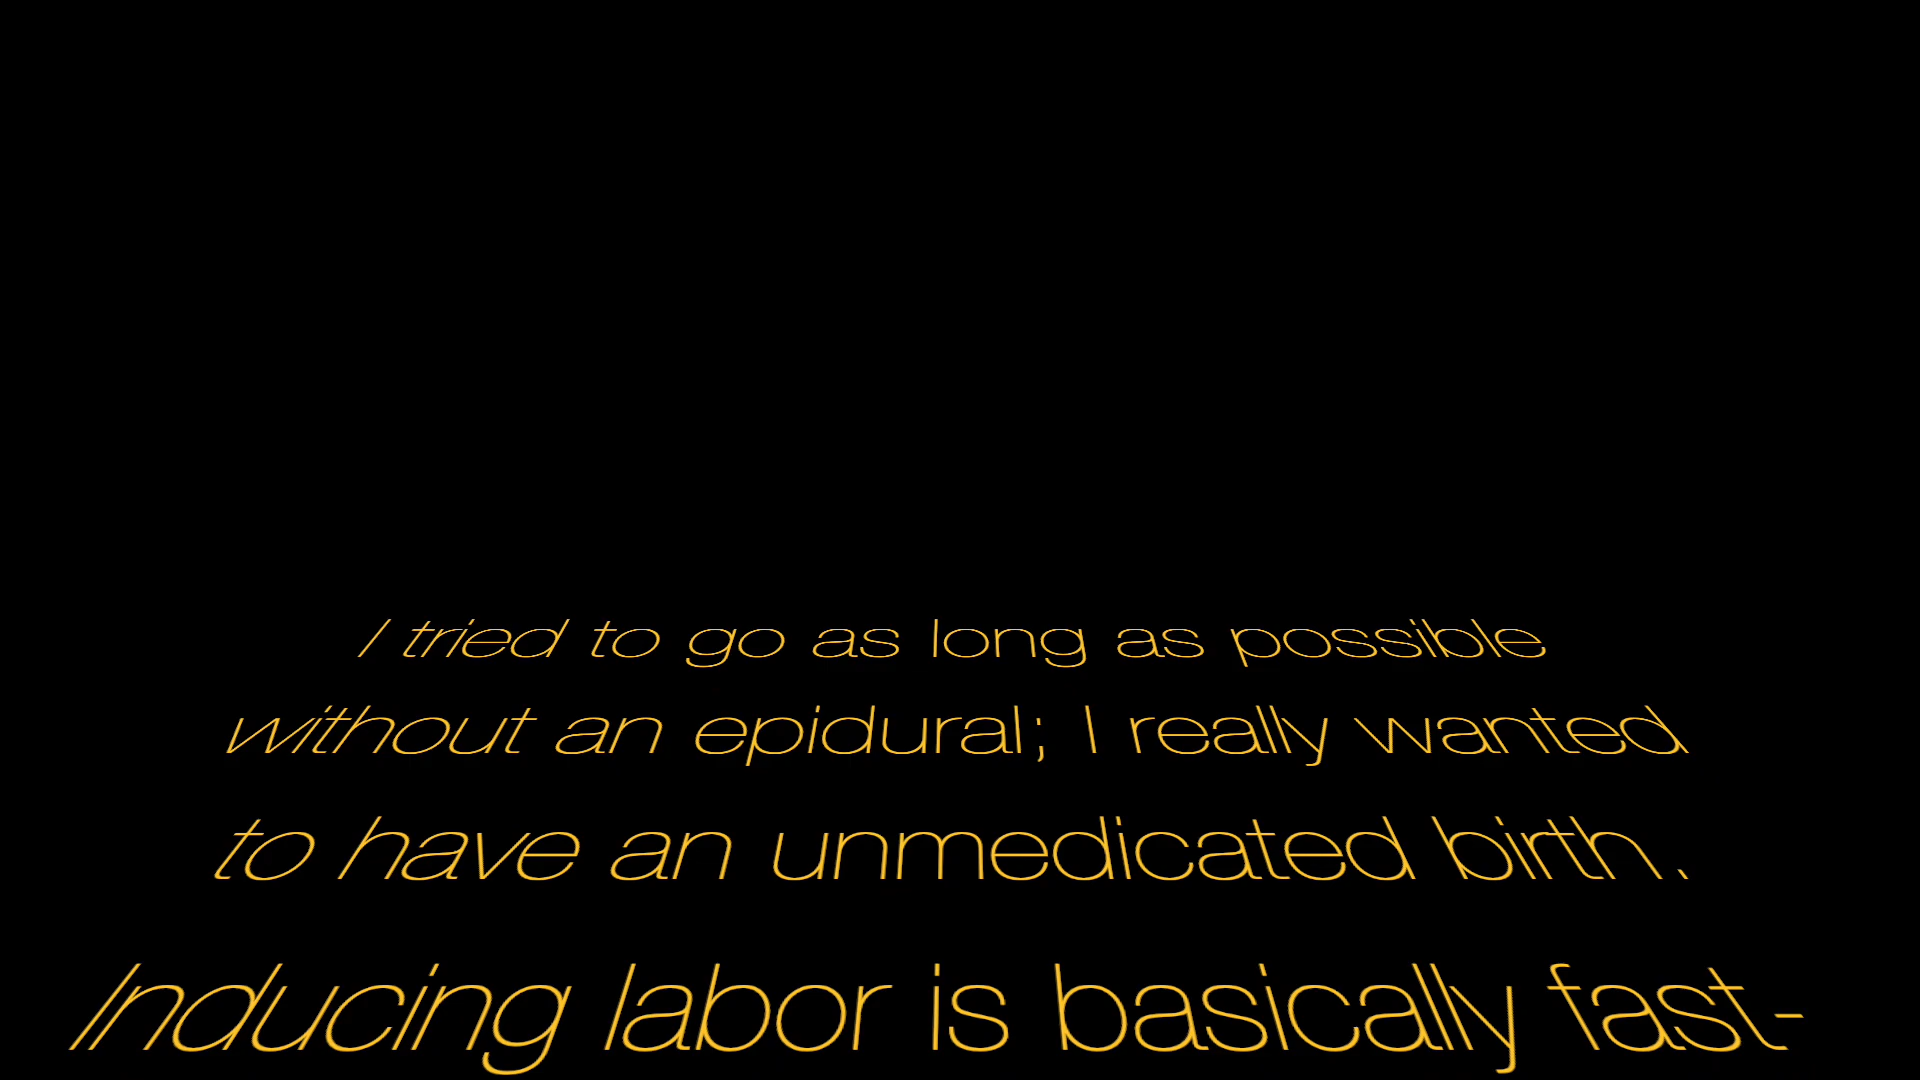 I tried to go as long as possible
without an epidural; I really wanted
to have an unmedicated birth.
Inducing labor is basically fast-